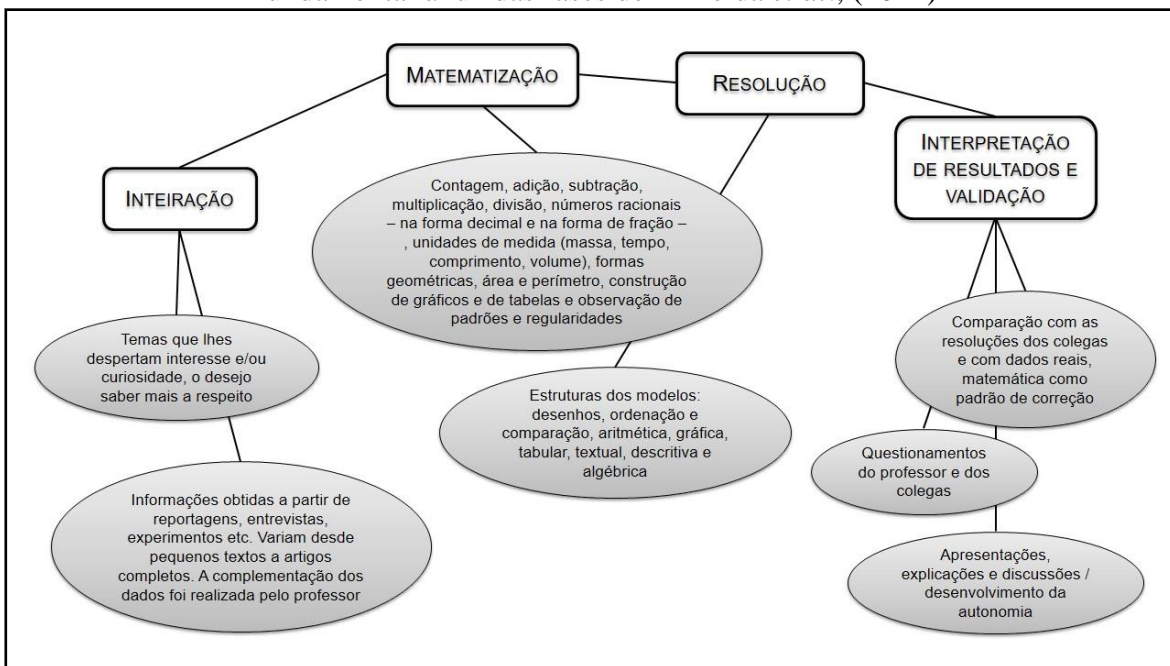 MATEMATIZAÇÃO
RESOLUÇÃO
INTERPRETAÇÃO
DE RESULTADOS E
VALIDAÇÃO
INTEIRAÇÃO
Contagem, adição, subtração,
multiplicação, divisão, números racionais
– na forma decimal e na forma de fração –
, unidades de medida (massa, tempo,
comprimento, volume), formas
geométricas, área e perímetro, construção
de gráficos e de tabelas e observação de
padrões e regularidades
Temas que lhes
despertam interesse e/ou
curiosidade, o desejo
saber mais a respeito
Comparação com as
resoluções dos colegas
e com dados reais,
matemática como
padrão de correção
Estruturas dos modelos:
desenhos, ordenação e
comparação, aritmética, gráfica,
tabular, textual, descritiva e
algébrica
Questionamentos
do professor e dos
colegas
Informações obtidas a partir de
reportagens, entrevistas,
experimentos etc. Variam desde
pequenos textos a artigos
completos. A complementação dos
dados foi realizada pelo professor
Apresentações,
explicações e discussões /
desenvolvimento da
autonomia